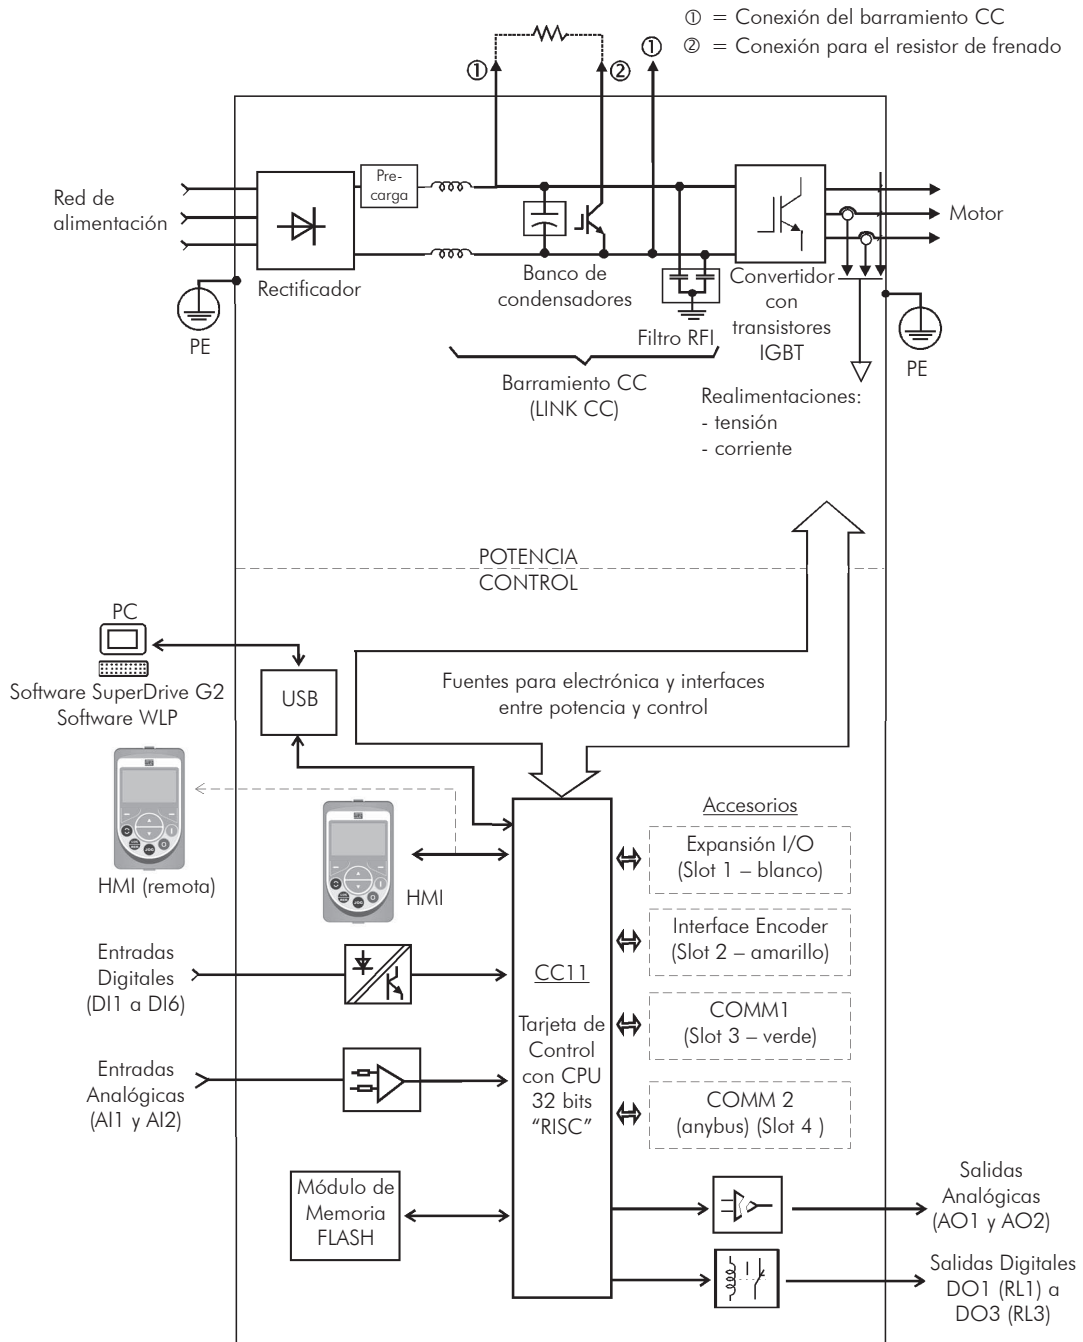 ① = Conexión del barramiento CC
② = Conexión para el resistor de frenado
①
②
①
Red de
alimentación
Pre-
carga
Motor
Rectificador
Banco de
condensadores
Filtro RFI
Convertidor
con
transistores
IGBT
PE
PE
Barramiento CC
(LINK CC)
Realimentaciones:
- tensión
- corriente
POTENCIA
CONTROL
PC
Software SuperDrive G2
Software WLP
USB
Fuentes para electrónica y interfaces
entre potencia y control
HMI (remota)
HMI
Accesorios
Expansión I/O
(Slot 1 – blanco)
Interface Encoder
(Slot 2 – amarillo)
COMM1
(Slot 3 – verde)
COMM 2
(anybus) (Slot 4 )
Entradas
Digitales
(DI1 a DI6)
Entradas
Analógicas
(AI1 y AI2)
CC11
Tarjeta de
Control
con CPU
32 bits
“RISC”
Módulo de
Memoria
FLASH
Salidas
Analógicas
(AO1 y AO2)
Salidas Digitales
DO1 (RL1) a
DO3 (RL3)